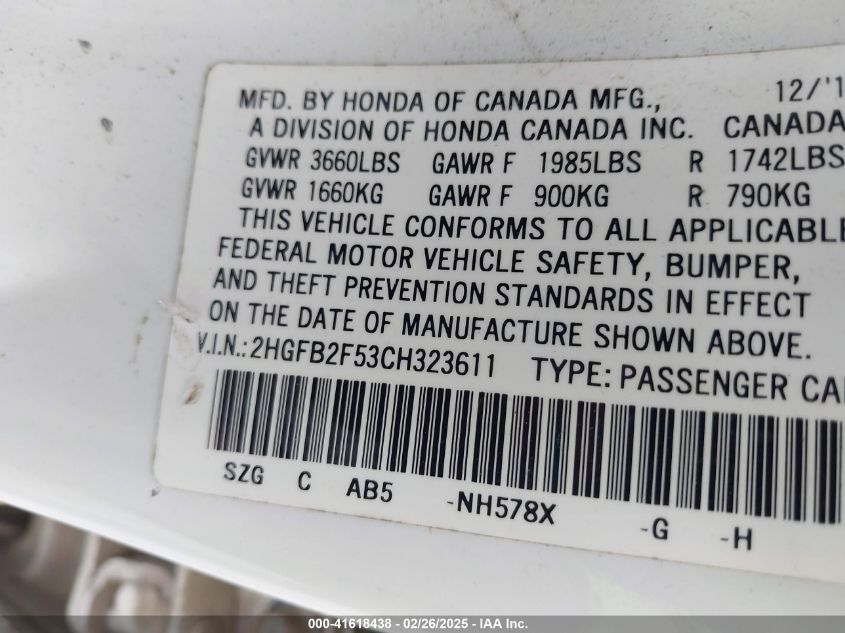 MFD. BY HONDA OF CANADA MFG., 12/'1
A DIVISION OF HONDA CANADA INC. CANADA
GVWR 3660LBS GAWR F 1985LBS R 1742LBS
GVWR 1660KG GAWR F 900KG R 790KG
THIS VEHICLE CONFORMS TO ALL APPLICABLE
FEDERAL MOTOR VEHICLE SAFETY, BUMPER,
AND THEFT PREVENTION STANDARDS IN EFFECT
ON THE DATE OF MANUFACTURE SHOWN ABOVE.
V.I.N.: 2HGFB2F53CH323611 TYPE: PASSENGER CA
SZG C AB5 -NH578X -G -H
000-41618438 - 02/26/2025 - IAA Inc.